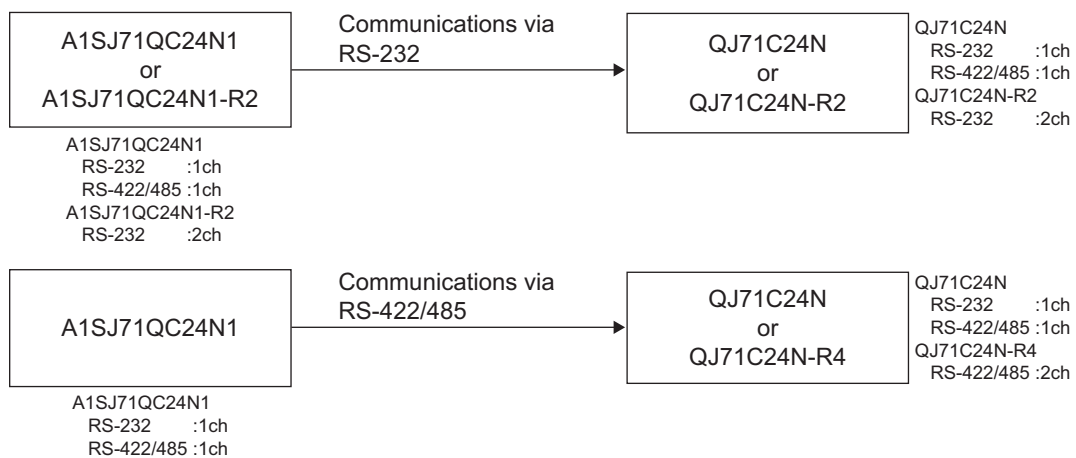 A1SJ71QC24N1
or
A1SJ71QC24N1-R2
Communications via
RS-232
QJ71C24N
or
QJ71C24N-R2
QJ71C24N
RS-232 :1ch
RS-422/485 :1ch
QJ71C24N-R2
RS-232 :2ch
A1SJ71QC24N1
RS-232 :1ch
RS-422/485 :1ch
A1SJ71QC24N1-R2
RS-232 :2ch
A1SJ71QC24N1
Communications via
RS-422/485
QJ71C24N
or
QJ71C24N-R4
QJ71C24N
RS-232 :1ch
RS-422/485 :1ch
QJ71C24N-R4
RS-422/485 :2ch
A1SJ71QC24N1
RS-232 :1ch
RS-422/485 :1ch